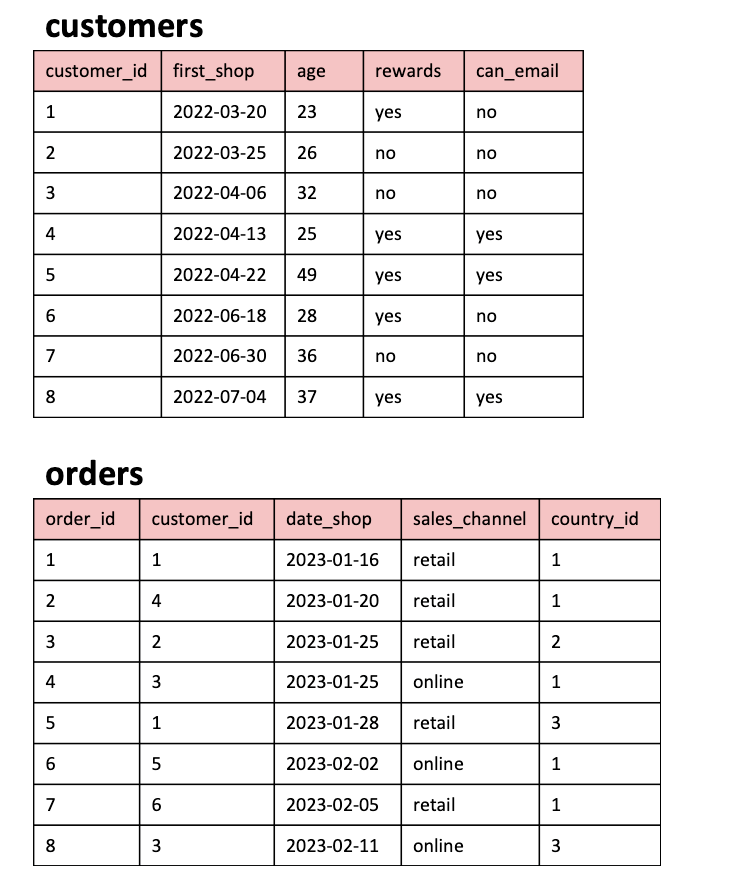 customers
customer_id first_shop age rewards can_email
1 2022-03-20 23 yes no
2 2022-03-25 26 no no
3 2022-04-06 32 no no
4 2022-04-13 25 yes yes
5 2022-04-22 49 yes yes
6 2022-06-18 28 yes no
7 2022-06-30 36 no no
8 2022-07-04 37 yes yes
orders
order_id customer_id date_shop sales_channel country_id
1 1 2023-01-16 retail 1
2 4 2023-01-20 retail 1
3 2 2023-01-25 retail 2
4 3 2023-01-25 online 1
5 1 2023-01-28 retail 3
6 5 2023-02-02 online 1
7 6 2023-02-05 retail 1
8 3 2023-02-11 online 3